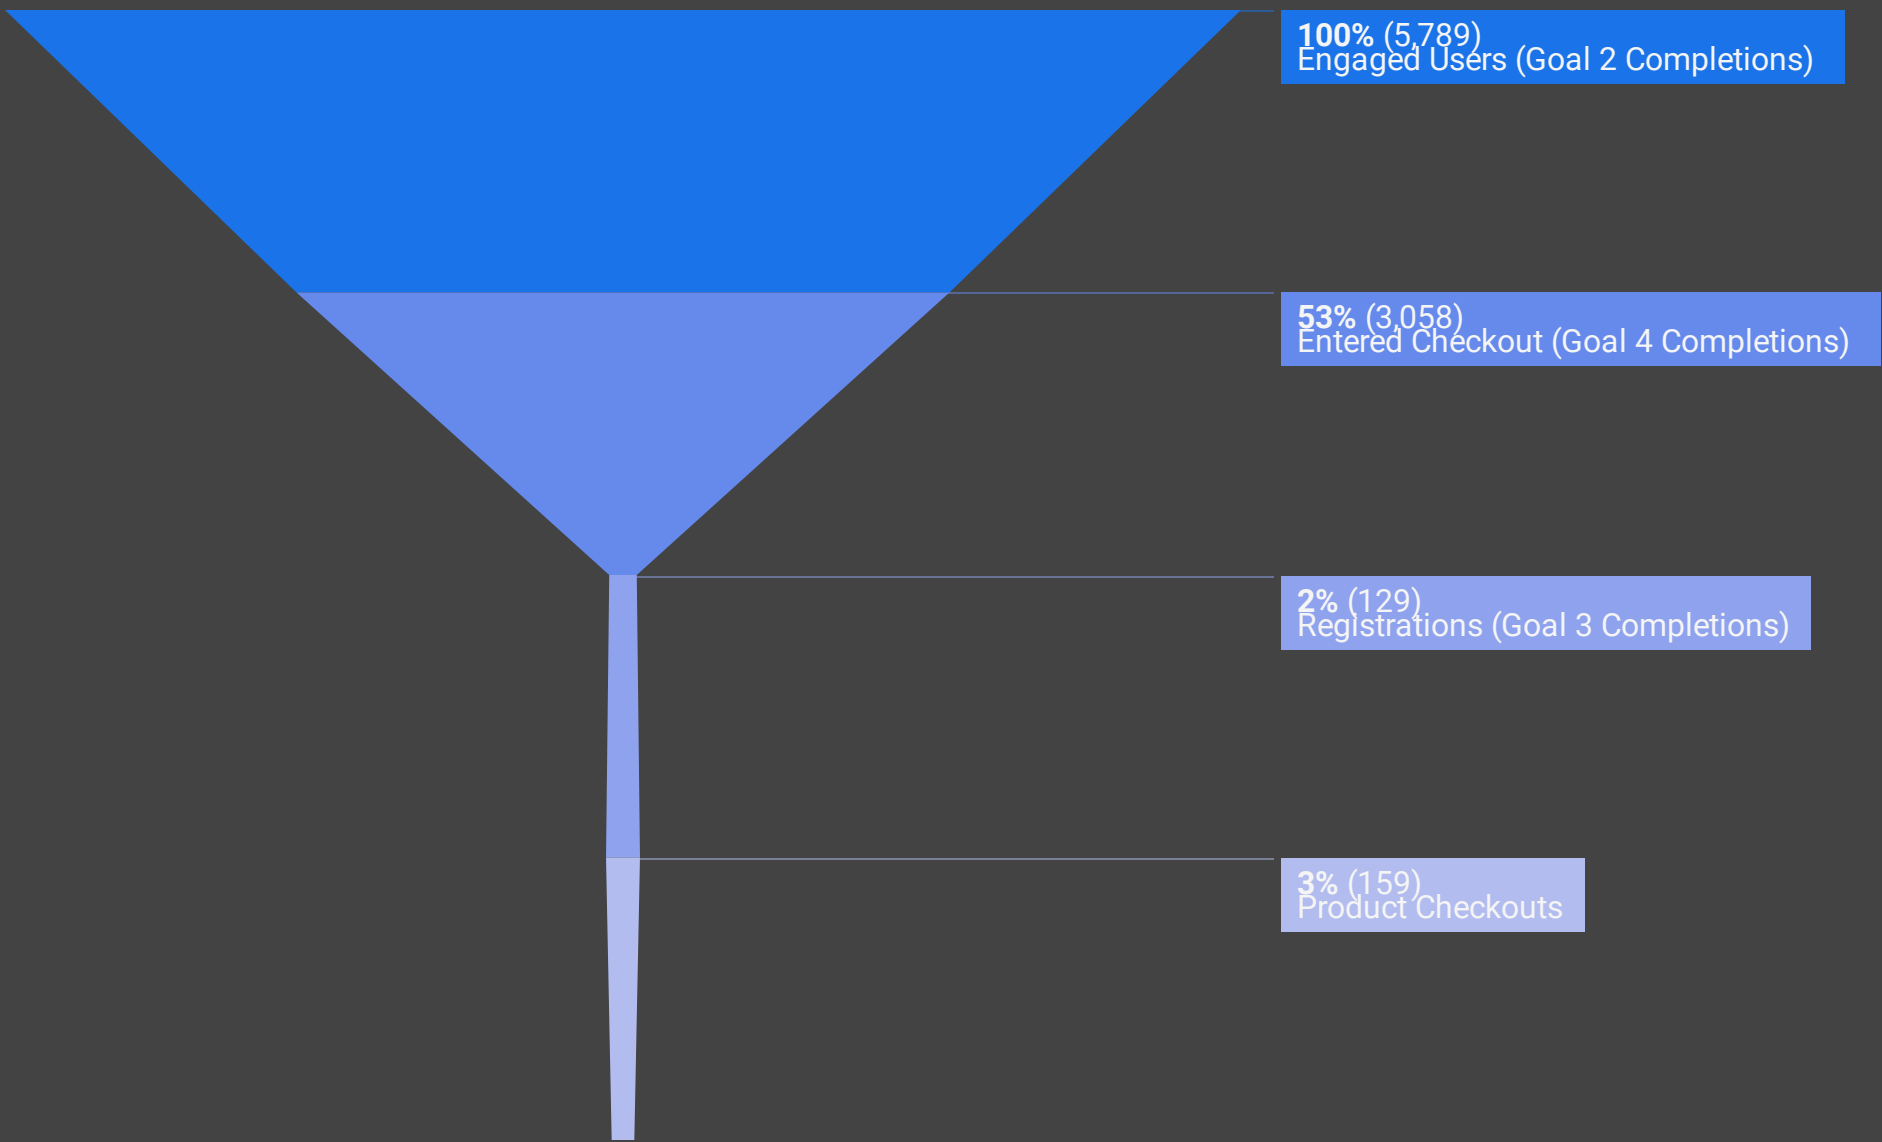 100% (5,789)
Engaged Users (Goal 2 Completions)
53% (3,058)
Entered Checkout (Goal 4 Completions)
2% (129)
Registrations (Goal 3 Completions)
3% (159)
Product Checkouts